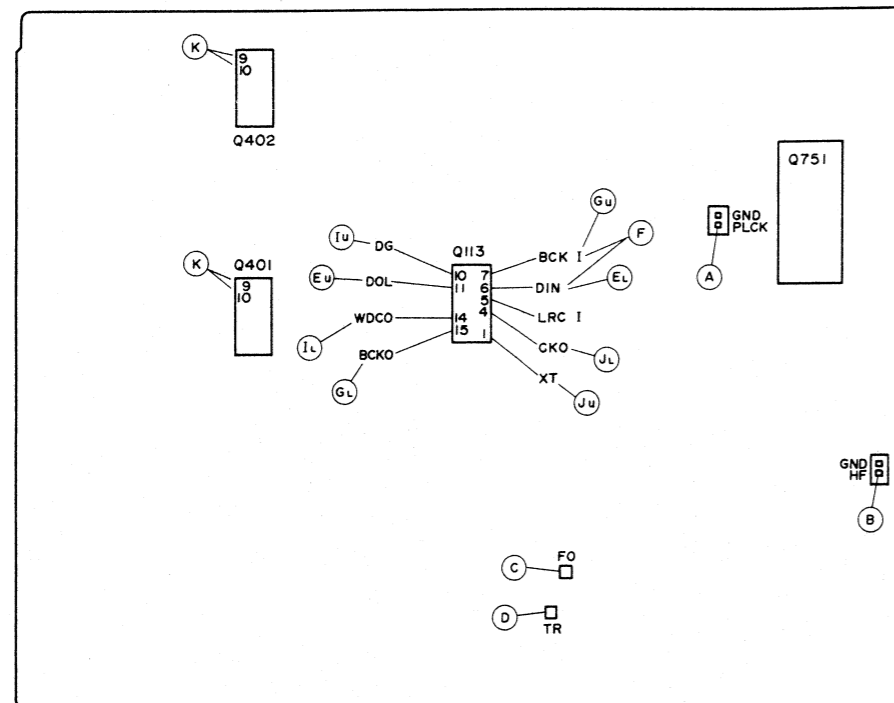 K
9
10
Q402
Q751
Gu
GND
PLCK
F
A
Iu
DG
Q113
BCK I
K
Q401
9
10
Eu
DOL
10
7
11
6
DIN
EL
5
LRC I
WDCO
14
4
IL
15
1
CKO
JL
BCKO
GL
XT
Ju
GND
HF
B
C
FO
D
TR